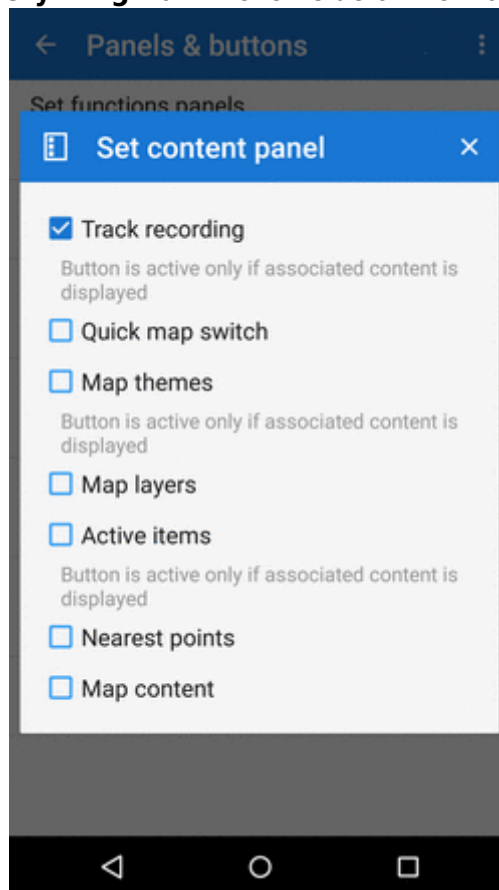 Panels & buttons
Set functions panels
Set content panel
Track recording
Button is active only if associated content is
displayed
Quick map switch
Map themes
Button is active only if associated content is
displayed
Map layers
Active items
Button is active only if associated content is
displayed
Nearest points
Map content